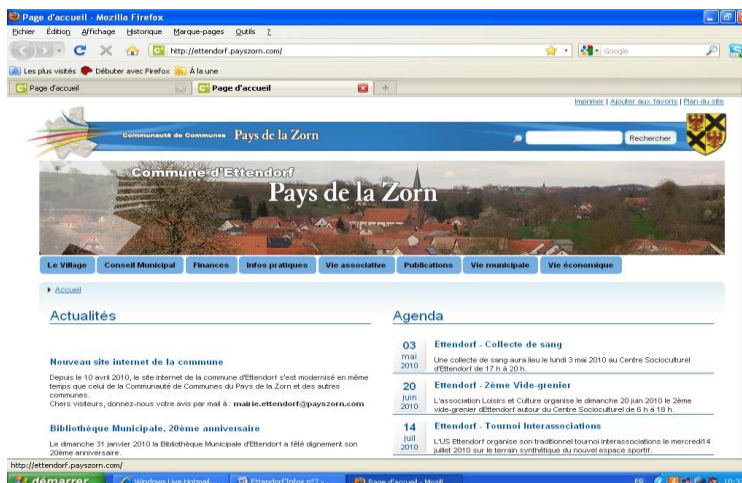 Page d'accueil - Mozilla Firefox
Fichier Édition Affichage Historique Marque-pages Outils ?
http://ettendorf.payszorn.com/
Google
Les plus visités Débuter avec Firefox À la une
Page d'accueil
Page d'accueil
Imprimer | Ajouter aux favoris | Plan du site
Communauté de Communes Pays de la Zorn
Rechercher
Commune d'Ettendorf
Pays de la Zorn
Le Village Conseil Municipal Finances Infos pratiques Vie associative Publications Vie municipale Vie économique
Accueil
Actualités
Nouveau site internet de la commune
Depuis le 10 avril 2010, le site internet de la commune d'Ettendorf s'est modernisé en même
temps que celui de la Communauté de Communes du Pays de la Zorn et des autres
communes.
Chers visiteurs, donnez-nous votre avis par mail à : mairie.ettendorf@payszorn.com
Bibliothèque Municipale, 20ème anniversaire
Le dimanche 31 janvier 2010 la Bibliothèque Municipale d'Ettendorf a fêté dignement son
20ème anniversaire.
Agenda
03 mai 2010
Ettendorf - Collecte de sang
Une collecte de sang aura lieu le lundi 3 mai 2010 au Centre Socioculturel
d'Ettendorf de 17 h à 20 h.
20 juin 2010
Ettendorf - 2ème Vide-grenier
L'association Loisirs et Culture organise le dimanche 20 juin 2010 le 2ème
vide-grenier dEttendorf autour du Centre Socioculturel de 6 h à 18 h.
14 juil 2010
Ettendorf - Tournoi Interassociations
L'US Ettendorf organise son traditionnel tournoi interassociations le mercredi14
juillet 2010 sur le terrain synthétique du nouvel espace sportif.
http://ettendorf.payszorn.com/
démarrer Windows Live Hotmail Ettendorf'Infos n°7 - Page d'accueil - Mozil
FR